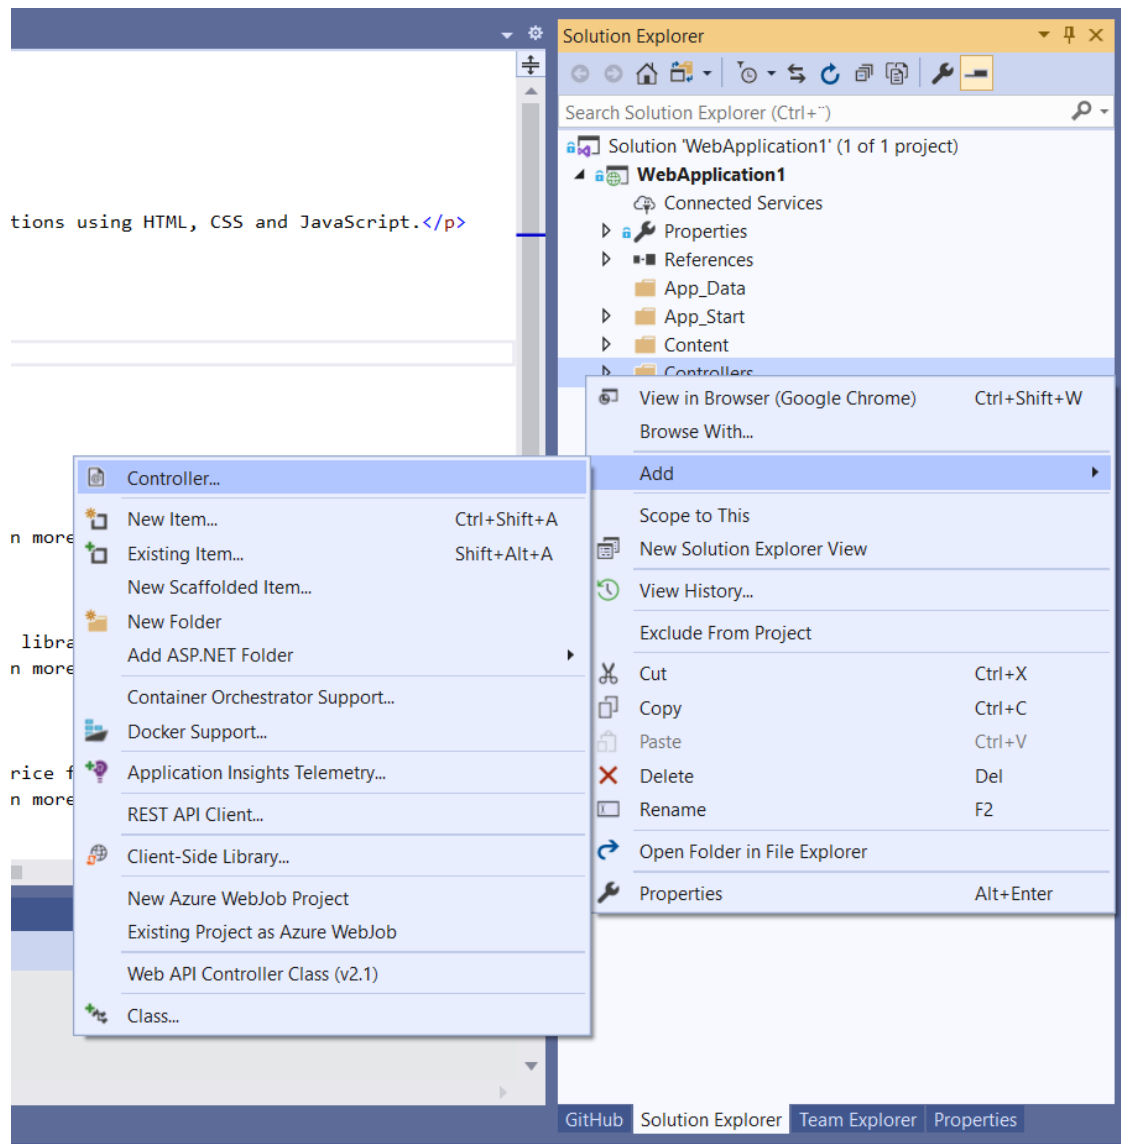 Solution Explorer
Search Solution Explorer (Ctrl+¨)
Solution 'WebApplication1' (1 of 1 project)
WebApplication1
Connected Services
Properties
References
App_Data
App_Start
Content
Controllers
tions using HTML, CSS and JavaScript.</p>
n more
libra
n more
rice f
n more
View in Browser (Google Chrome) Ctrl+Shift+W
Browse With...
Add
Scope to This
New Solution Explorer View
View History...
Exclude From Project
Cut Ctrl+X
Copy Ctrl+C
Paste Ctrl+V
Delete Del
Rename F2
Open Folder in File Explorer
Properties Alt+Enter
Controller...
New Item... Ctrl+Shift+A
Existing Item... Shift+Alt+A
New Scaffolded Item...
New Folder
Add ASP.NET Folder
Container Orchestrator Support...
Docker Support...
Application Insights Telemetry...
REST API Client...
Client-Side Library...
New Azure WebJob Project
Existing Project as Azure WebJob
Web API Controller Class (v2.1)
Class...
GitHub Solution Explorer Team Explorer Properties